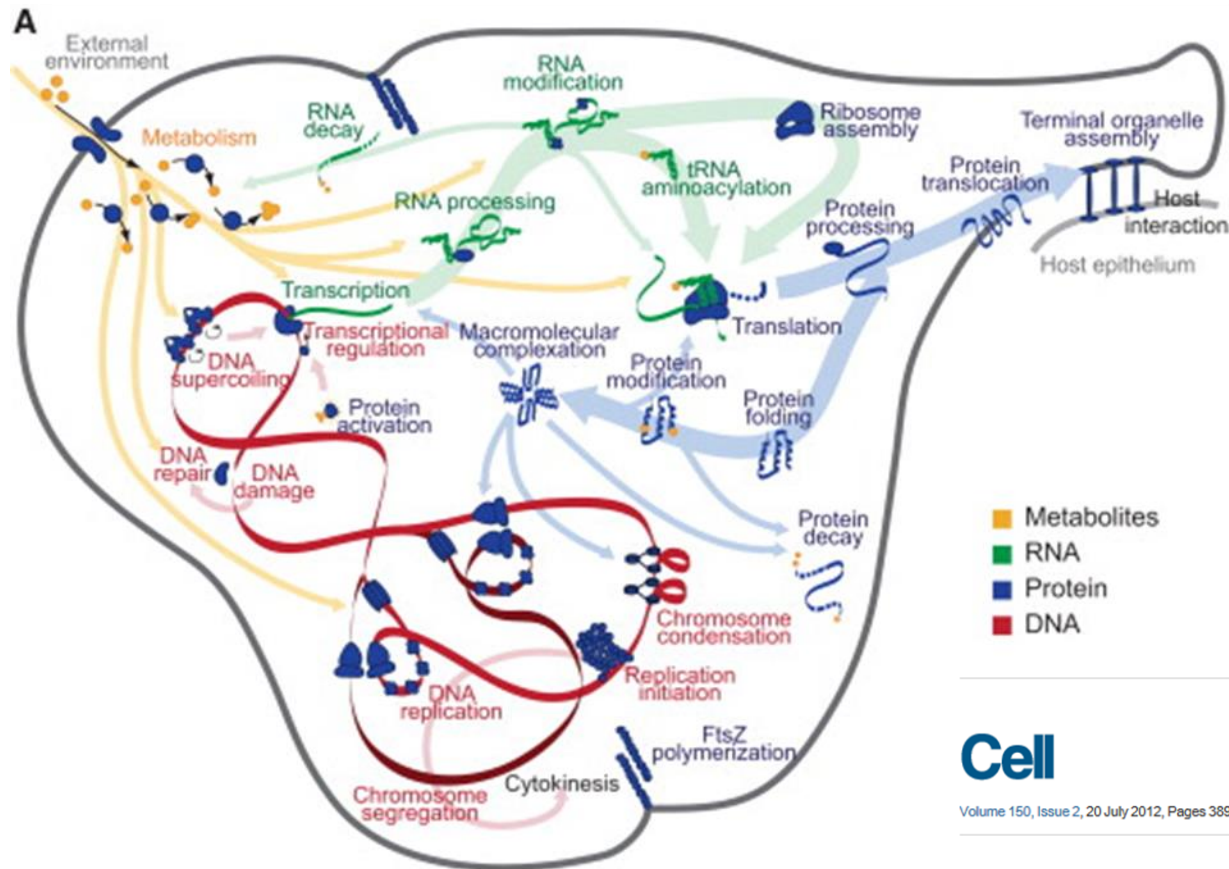 A
External
environment
Metabolism
RNA
decay
RNA
modification
Ribosome
assembly
tRNA
aminoacylation
RNA processing
Terminal organelle
assembly
Protein
translocation
Protein
processing
Host
interaction
Host epithelium
Transcription
Transcriptional
regulation
DNA
supercoiling
Macromolecular
complexation
Translation
Protein
modification
Protein
folding
Protein
activation
DNA
repair
DNA
damage
Protein
decay
Metabolites
RNA
Protein
DNA
Chromosome
condensation
Replication
initiation
DNA
replication
FtsZ
polymerization
Cytokinesis
Chromosome
segregation
Cell
Volume 150, Issue 2, 20 July 2012, Pages 389